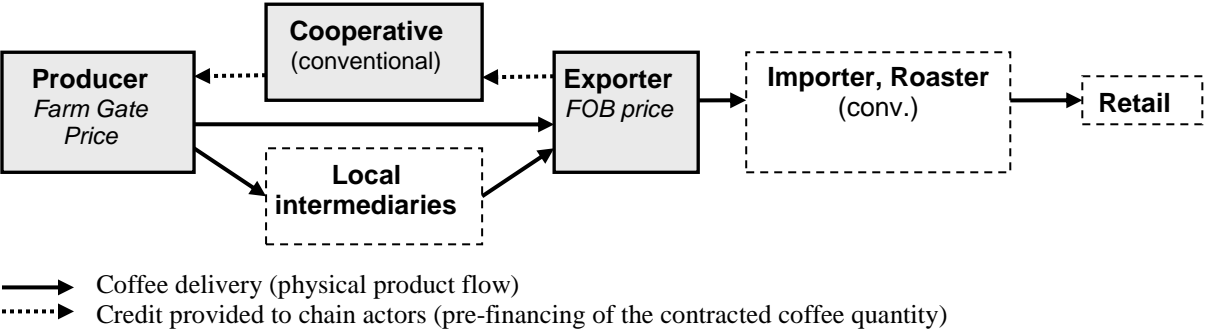 Cooperative
(conventional)
Producer
Farm Gate
Price
Exporter
FOB price
Importer, Roaster
(conv.)
Retail
Local
intermediaries
Coffee delivery (physical product flow)
Credit provided to chain actors (pre-financing of the contracted coffee quantity)